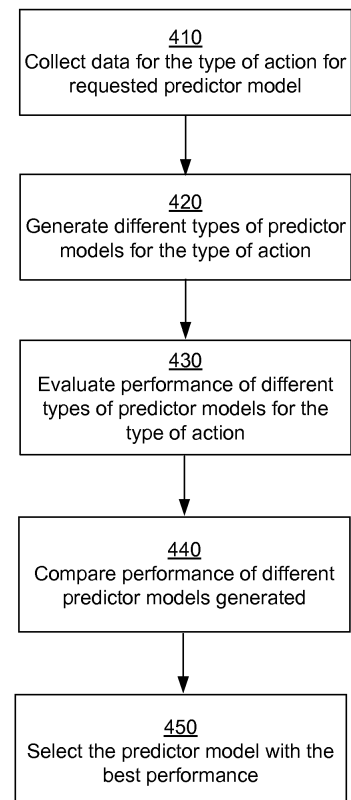 410
Collect data for the type of action for
requested predictor model
420
Generate different types of predictor
models for the type of action
430
Evaluate performance of different
types of predictor models for the
type of action
440
Compare performance of different
predictor models generated
450
Select the predictor model with the
best performance